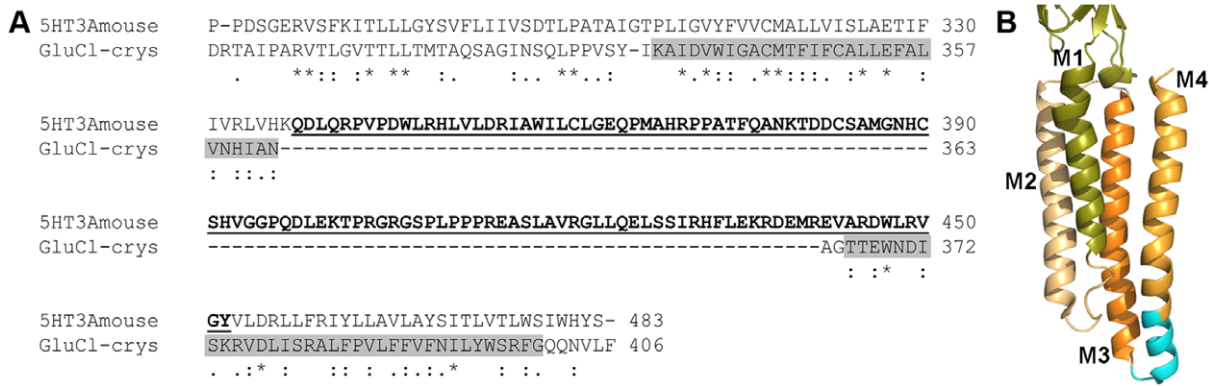 A
5HT3Amouse P-PDSGERVSFKITLLLGYSVFLIIVSDTLPATAIGTPLIGVYFVVCMALLVISLAETIF 330
GluCl-crys DRTAIPARVTLGVTTLLTMTAQSAGINSQLPPVSY-IKAIDVWIGACMTFIFCALLEFAL 357
. **:: :* ** :. :: **..: *.*: .**:::::. :* * :
5HT3Amouse IVRLVHKQDLQRPVPDWLRHLVLDRIAWILCLGEQPMAHRPPATFQANKTDDCSAMGNHC 390
GluCl-crys VNHIAN------------------------------------------------------ 363
: ::.:
5HT3Amouse SHVGGPQDLEKTPRGRGSPLPPPREASLAVRGLLQELSSIRHFLEKRDEMREVARDWLRV 450
GluCl-crys ---------------------------------------------------AGTTEWNDI 372
: :* :
5HT3Amouse GYVLDRLLFRIYLLAVLAYSITLVTLWSIWHYS- 483
GluCl-crys SKRVDLISRALFPVLFFVFNILYWSRFGQQNVLF 406
. .:* : :: : .:.:.* : :. :
B
M1
M4
M2
M3